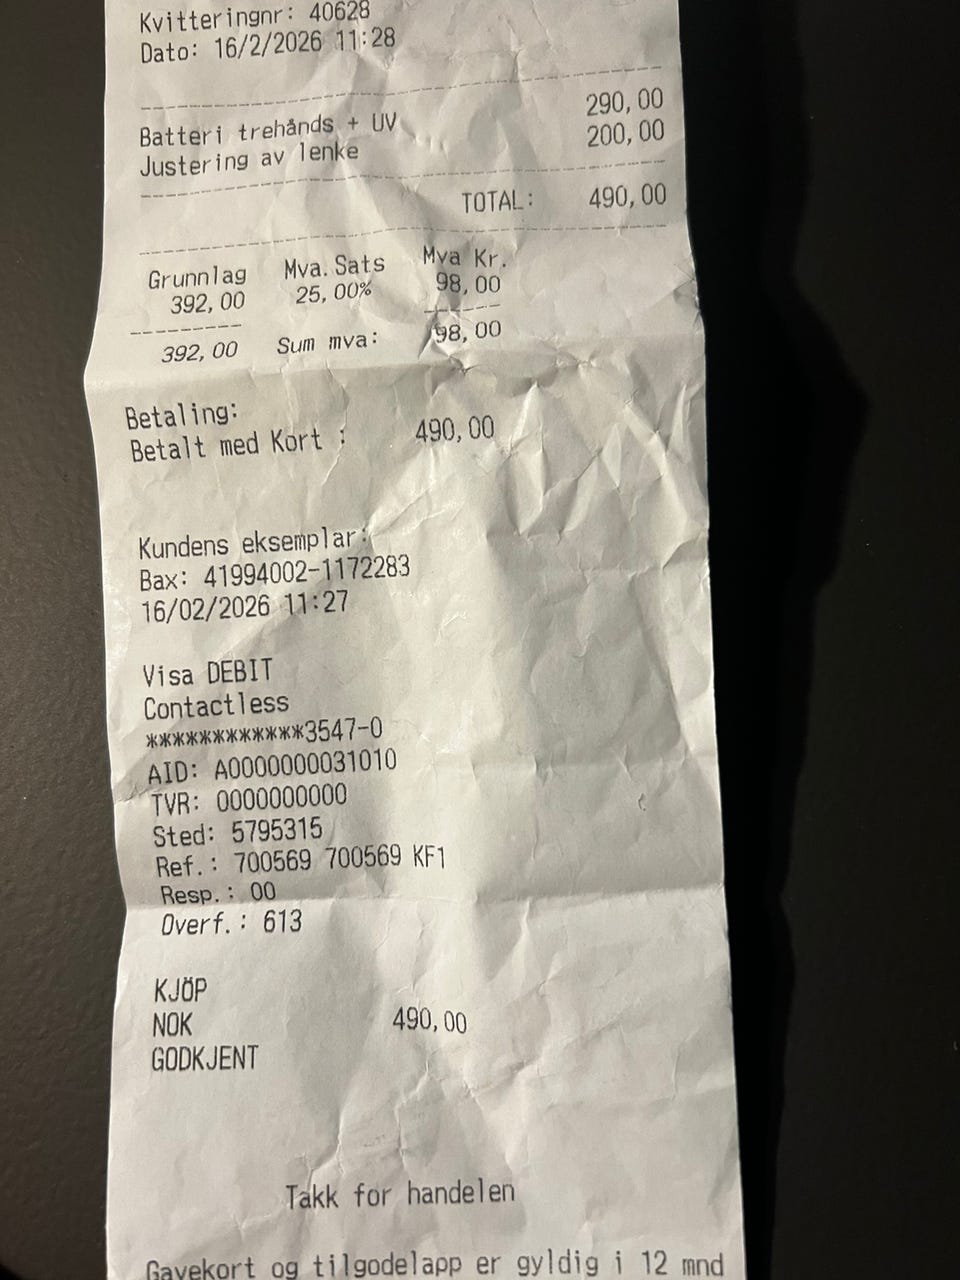 Kvitteringnr: 40628
Dato: 16/2/2026 11:28
Batteri trehånds + UV 290,00
Justering av lenke 200,00
TOTAL: 490,00
Grunnlag Mva.Sats Mva Kr.
392,00 25,00% 98,00
392,00 Sum mva: 98,00
Betaling:
Betalt med Kort : 490,00
Kundens eksemplar:
Bax: 41994002-1172283
16/02/2026 11:27
Visa DEBIT
Contactless
************3547-0
AID: A0000000031010
TVR: 0000000000
Sted: 5795315
Ref.: 700569 700569 KF1
Resp.: 00
Overf.: 613
KJÖP
NOK 490,00
GODKJENT
Takk for handelen
Gavekort og tilgodelapp er gyldig i 12 mnd